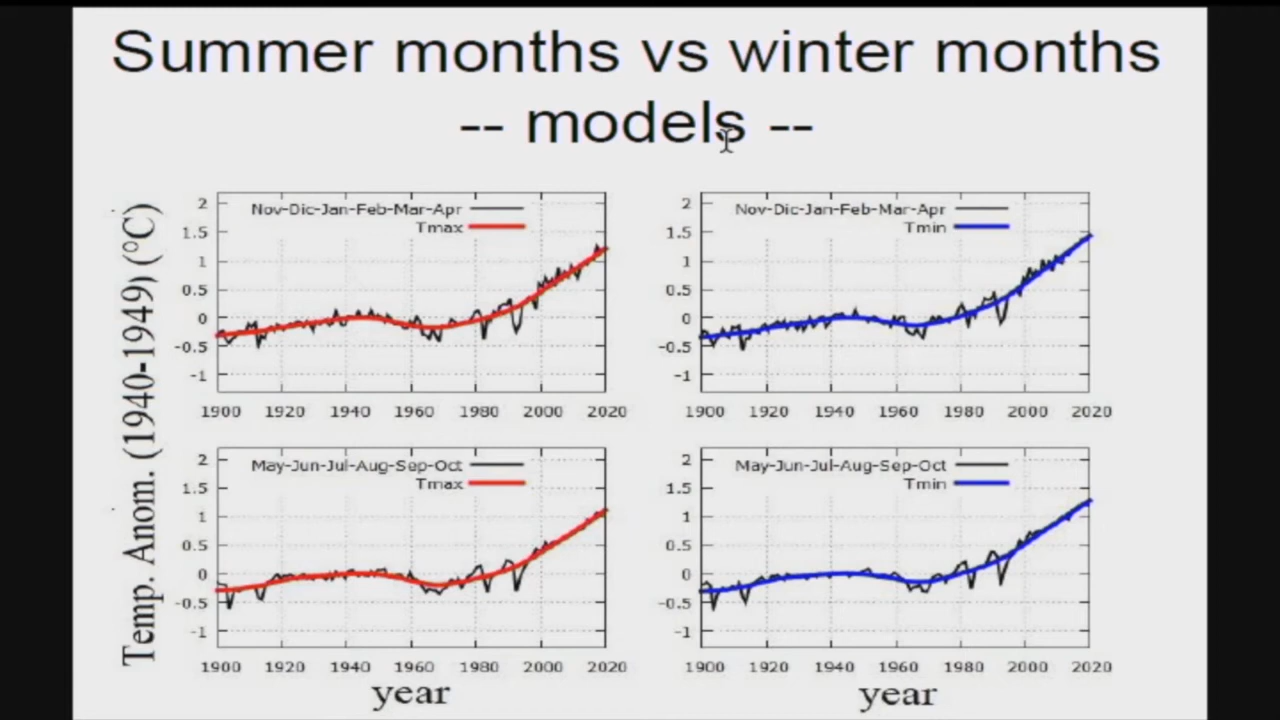 Summer months vs winter months
-- models --
Temp. Anom. (1940-1949) (°C)
Nov-Dic-Jan-Feb-Mar-Apr
Tmax
2
1.5
1
0.5
0
-0.5
-1
1900 1920 1940 1960 1980 2000 2020
Nov-Dic-Jan-Feb-Mar-Apr
Tmin
2
1.5
1
0.5
0
-0.5
-1
1900 1920 1940 1960 1980 2000 2020
May-Jun-Jul-Aug-Sep-Oct
Tmax
2
1.5
1
0.5
0
-0.5
-1
1900 1920 1940 1960 1980 2000 2020
year
May-Jun-Jul-Aug-Sep-Oct
Tmin
2
1.5
1
0.5
0
-0.5
-1
1900 1920 1940 1960 1980 2000 2020
year